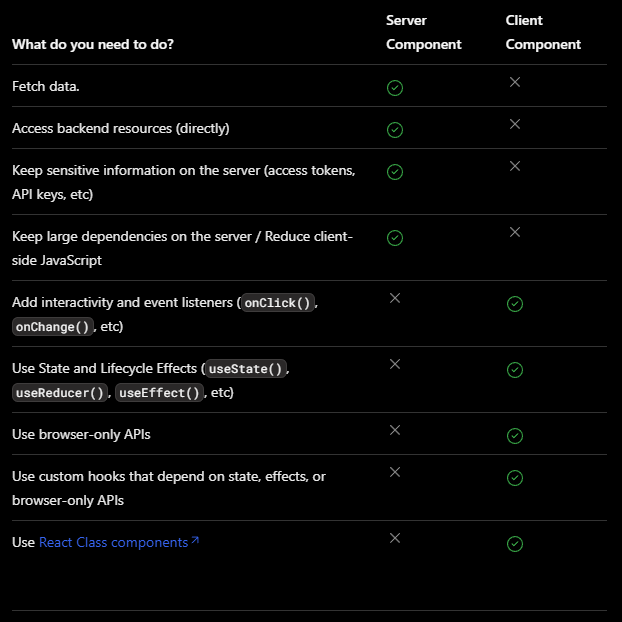 What do you need to do?
Server Component
Client Component
Fetch data.
Access backend resources (directly)
Keep sensitive information on the server (access tokens,
API keys, etc)
Keep large dependencies on the server / Reduce client-
side JavaScript
Add interactivity and event listeners (onClick(),
onChange(), etc)
Use State and Lifecycle Effects (useState(),
useReducer(), useEffect(), etc)
Use browser-only APIs
Use custom hooks that depend on state, effects, or
browser-only APIs
Use React Class components